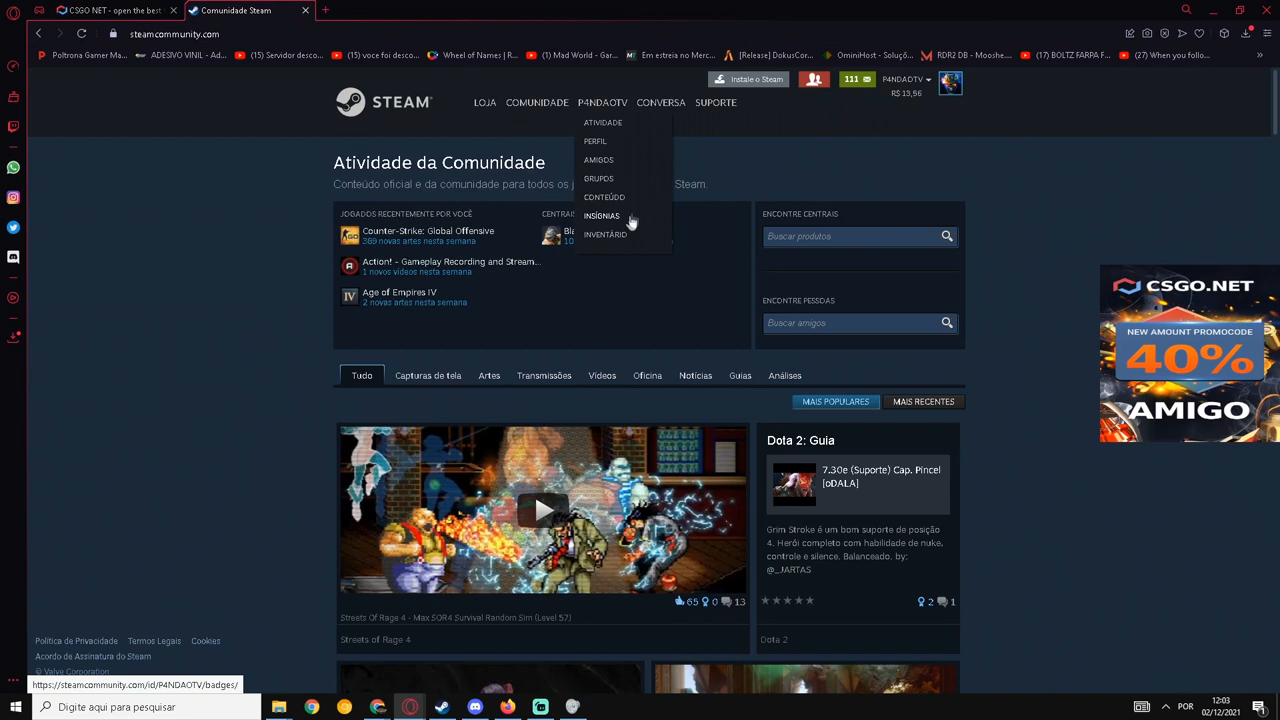 CSGO NET - open the best
Comunidade Steam
steamcommunity.com
Poltrona Gamer Ma...
ADESIVO VINIL - Ad...
(15) Servidor desco...
(15) voce foi desco...
Wheel of Names | R...
(1) Mad World - Gar...
Em estreia no Merc...
[Release] DokusCor...
OminiHost - Soluçõ...
RDR2 DB - Mooshe...
(17) BOLTZ FARPA F...
(27) When you follo...
STEAM
LOJA
COMUNIDADE
P4NDAOTV
CONVERSA
SUPORTE
Instale o Steam
111
P4NDAOTV
R$ 13,56
ATIVIDADE
PERFIL
AMIGOS
GRUPOS
CONTEÚDO
INSÍGNIAS
INVENTÁRIO
Atividade da Comunidade
Conteúdo oficial e da comunidade para todos os j
Steam.
JOGADOS RECENTEMENTE POR VOCÊ
Counter-Strike: Global Offensive
369 novas artes nesta semana
Action! - Gameplay Recording and Stream...
1 novos vídeos nesta semana
Age of Empires IV
2 novas artes nesta semana
CENTRAI
Bla
10
ENCONTRE CENTRAIS
Buscar produtos
ENCONTRE PESSOAS
Buscar amigos
CSGO.NET
NEW AMOUNT PROMOCODE
40%
AMIGO
Tudo
Capturas de tela
Artes
Transmissões
Vídeos
Oficina
Notícias
Guias
Análises
MAIS POPULARES
MAIS RECENTES
65
0
13
Streets Of Rage 4 - Max SOR4 Survival Random Sim (Level 57)
Streets of Rage 4
Dota 2: Guia
7.30e (Suporte) Cap. Pincel
[oDALA]
Grim Stroke é um bom suporte de posição
4. Herói completo com habilidade de nuke,
controle e silence. Balanceado. by:
@_JARTAS
2
1
Dota 2
Política de Privacidade
Termos Legais
Cookies
Acordo de Assinatura do Steam
© Valve Corporation
https://steamcommunity.com/id/P4NDAOTV/badges/
Digite aqui para pesquisar
POR
12:03
02/12/2021